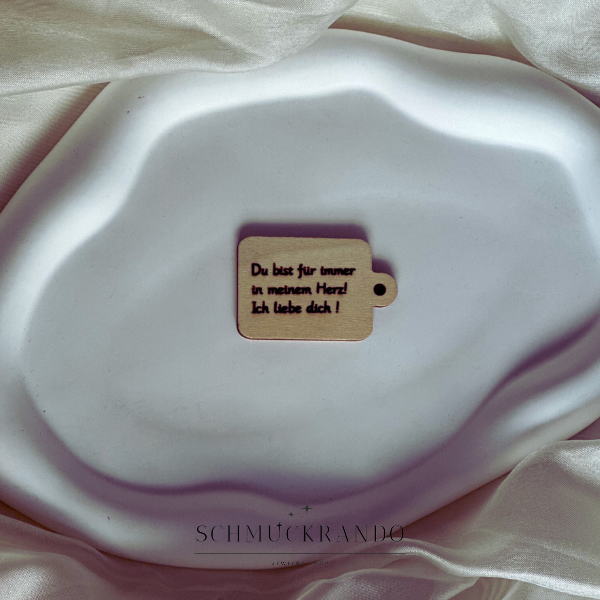 Du bist für immer
in meinem Herz!
Ich liebe dich !
SCHMUCKRANDO